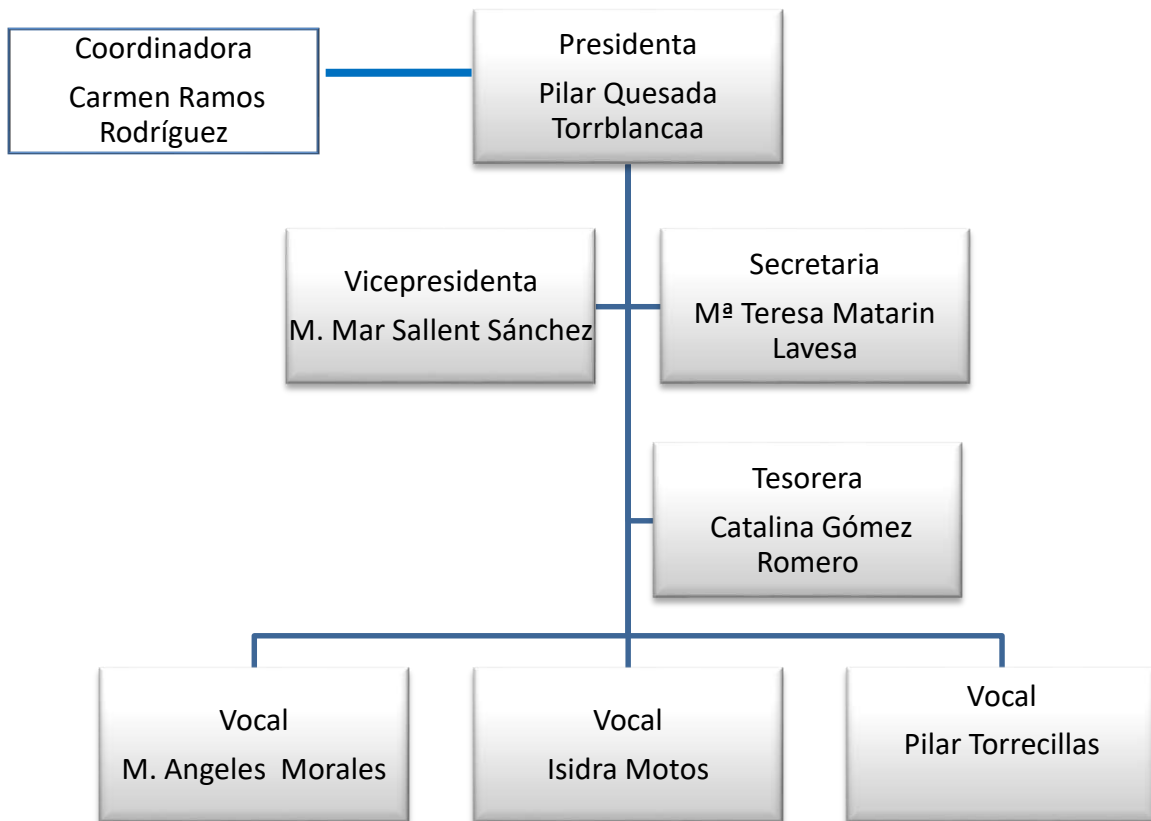 Coordinadora
Carmen Ramos
Rodríguez
Presidenta
Pilar Quesada
Torrblancaa
Vicepresidenta
M. Mar Sallent Sánchez
Secretaria
Mª Teresa Matarin
Lavesa
Tesorera
Catalina Gómez
Romero
Vocal
M. Angeles  Morales
Vocal
Isidra Motos
Vocal
Pilar Torrecillas